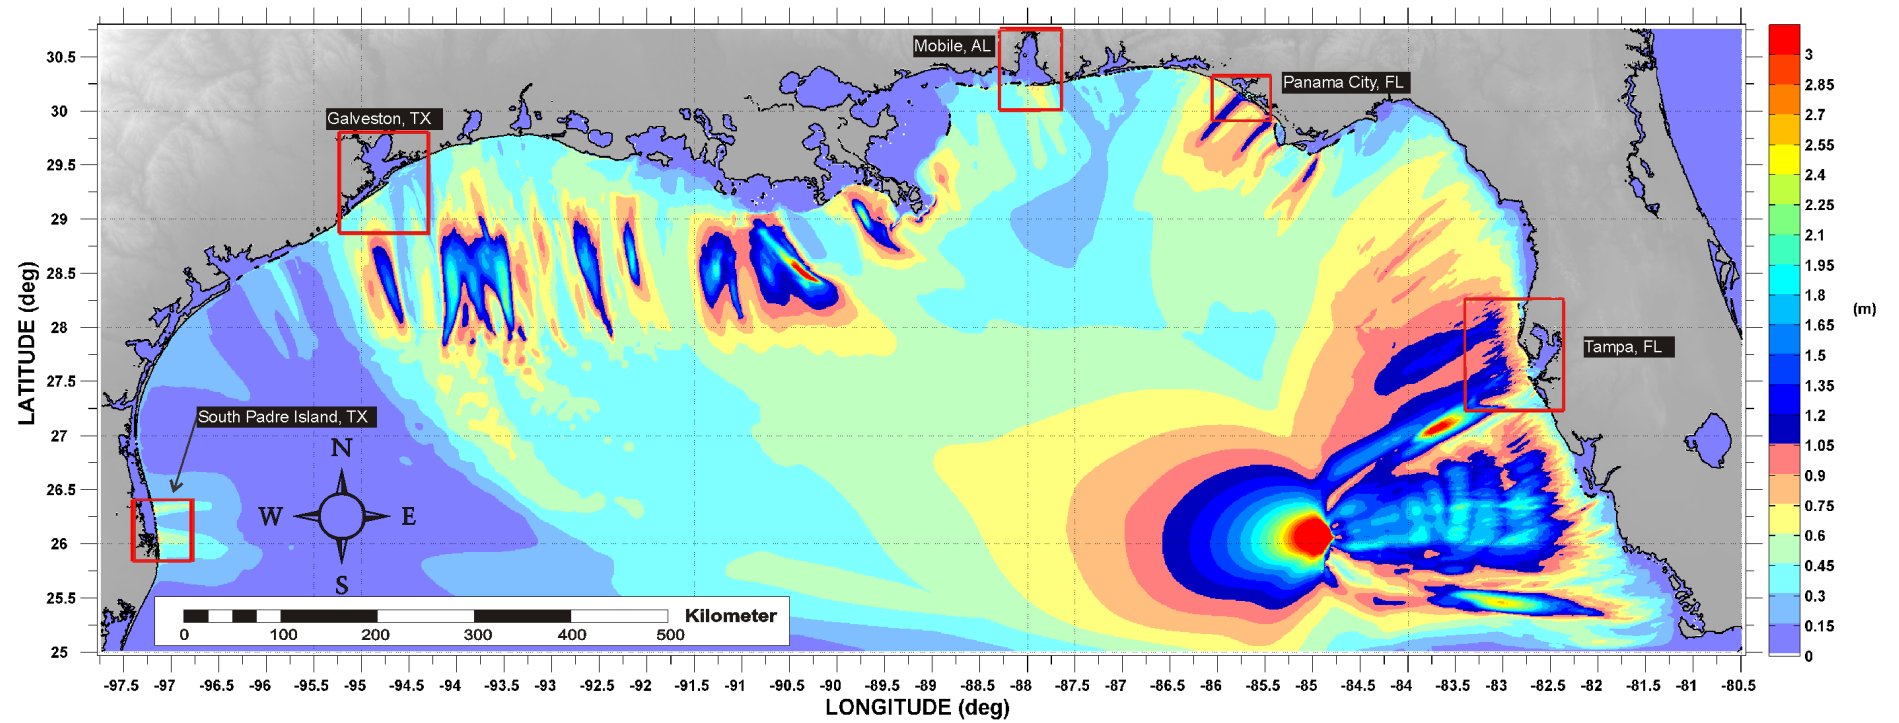 Mobile, AL
Panama City, FL
Galveston, TX
Tampa, FL
South Padre Island, TX
N
W E
S
Kilometer
0 100 200 300 400 500
LATITUDE (deg)
30.5
30
29.5
29
28.5
28
27.5
27
26.5
26
25.5
25
-97.5 -97 -96.5 -96 -95.5 -95 -94.5 -94 -93.5 -93 -92.5 -92 -91.5 -91 -90.5 -90 -89.5 -89 -88.5 -88 -87.5 -87 -86.5 -86 -85.5 -85 -84.5 -84 -83.5 -83 -82.5 -82 -81.5 -81 -80.5
LONGITUDE (deg)
3
2.85
2.7
2.55
2.4
2.25
2.1
1.95
1.8
1.65
1.5
1.35
1.2
1.05
0.9
0.75
0.6
0.45
0.3
0.15
0
(m)